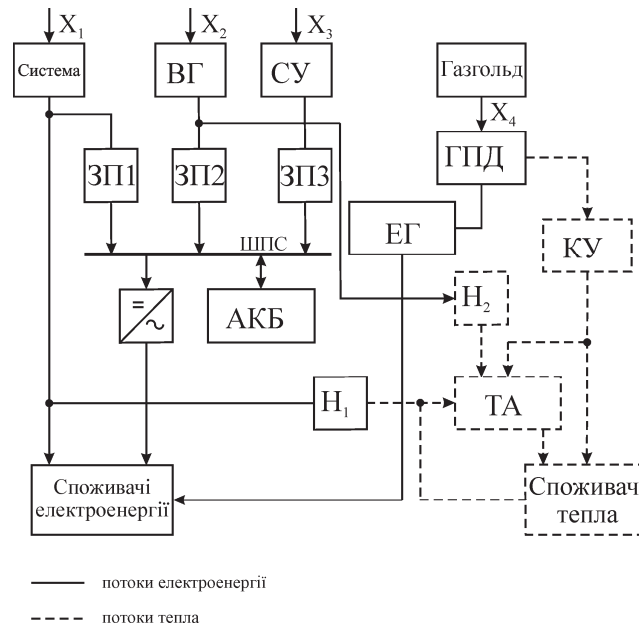 X1 X2 X3
Система ВГ СУ Газгольд
X4
ЗП1 ЗП2 ЗП3 ГПД
ШПС ЕГ КУ
= ~ АКБ Н2
Н1 ТА
Споживачі
електроенергії
Споживач
тепла
потоки електроенергії
потоки тепла